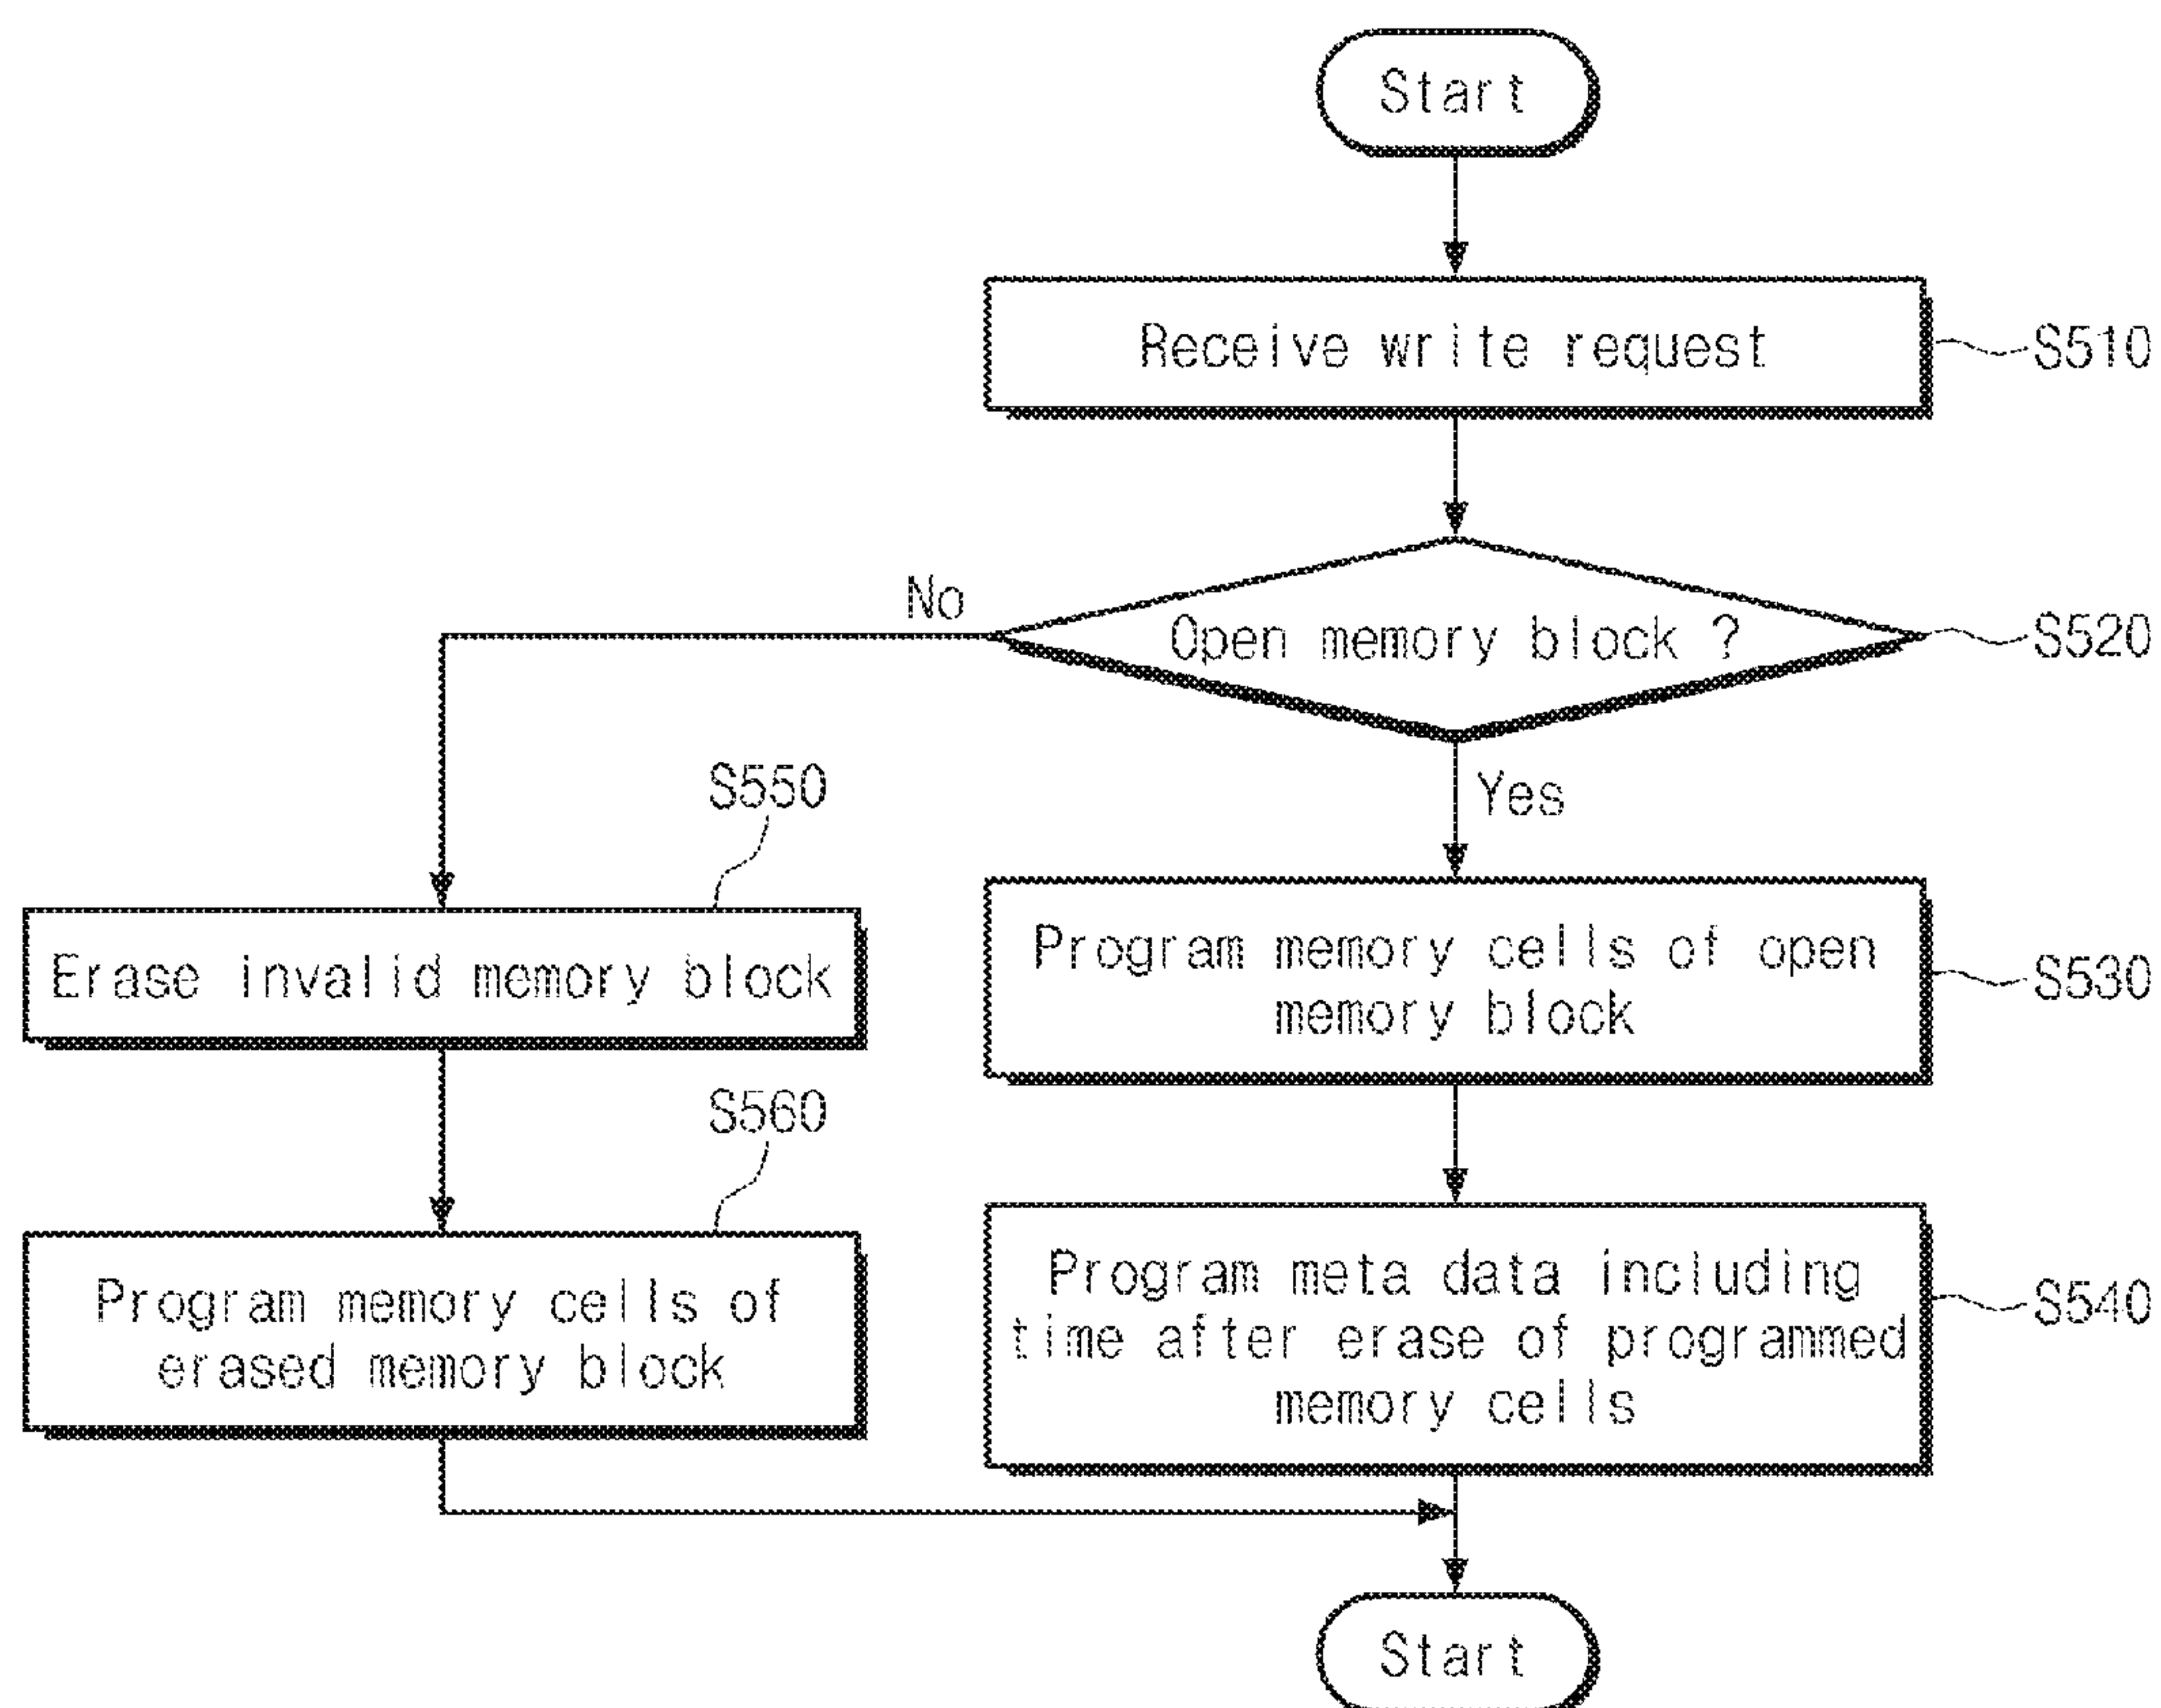 Start
Receive write request
S510
No
Open memory block ?
S520
Yes
S550
Erase invalid memory block
Program memory cells of open
memory block
S530
S560
Program memory cells of
erased memory block
Program meta data including
time after erase of programmed
memory cells
S540
Start